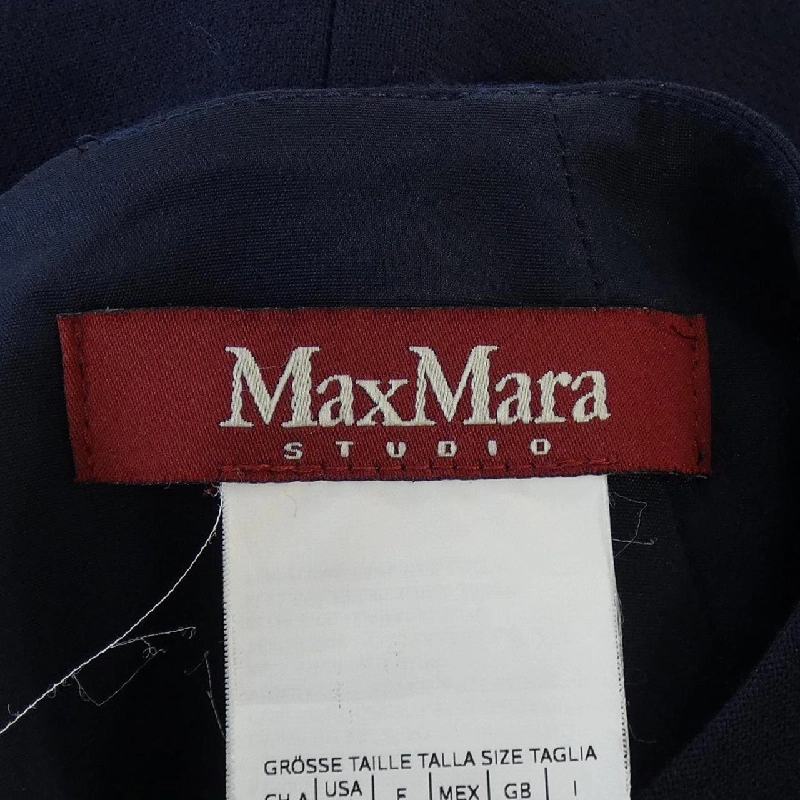 MaxMara
STUDIO
GRÖSSE TAILLE TALLA SIZE TAGLIA
USA
MEX GB I